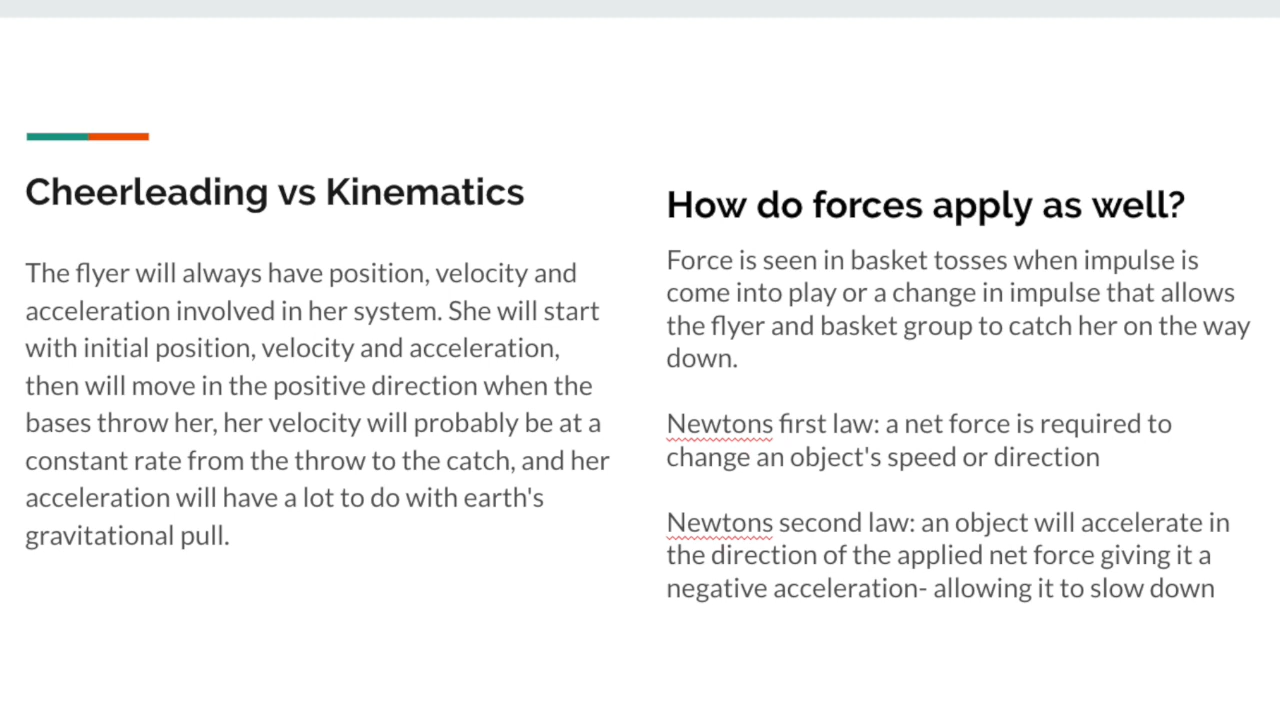 Cheerleading vs Kinematics
The flyer will always have position, velocity and
acceleration involved in her system. She will start
with initial position, velocity and acceleration,
then will move in the positive direction when the
bases throw her, her velocity will probably be at a
constant rate from the throw to the catch, and her
acceleration will have a lot to do with earth's
gravitational pull.
How do forces apply as well?
Force is seen in basket tosses when impulse is
come into play or a change in impulse that allows
the flyer and basket group to catch her on the way
down.
Newtons first law: a net force is required to
change an object's speed or direction
Newtons second law: an object will accelerate in
the direction of the applied net force giving it a
negative acceleration- allowing it to slow down